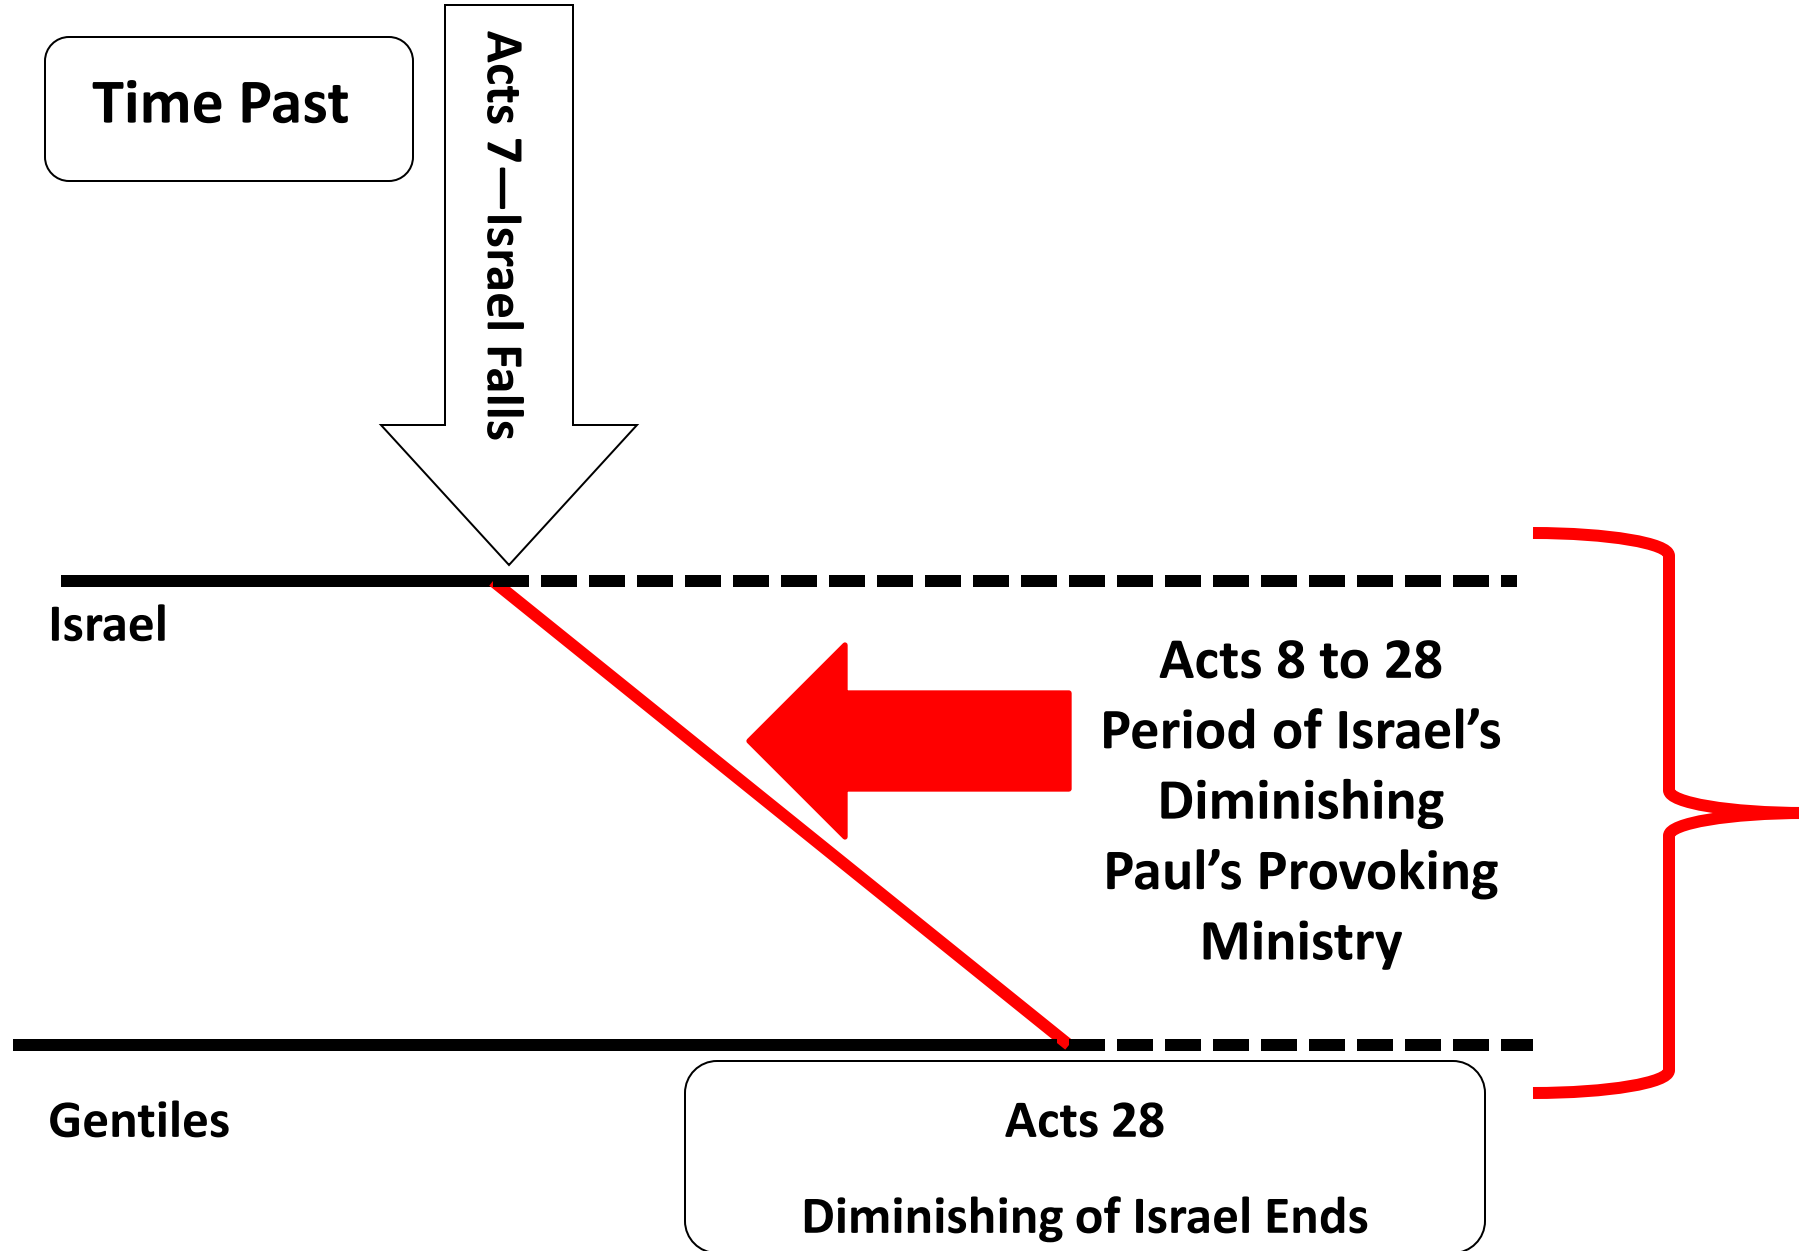 Time Past
Acts 7—Israel Falls
Israel
Acts 8 to 28
Period of Israel’s
Diminishing
Paul’s Provoking
Ministry
Gentiles
Acts 28
Diminishing of Israel Ends